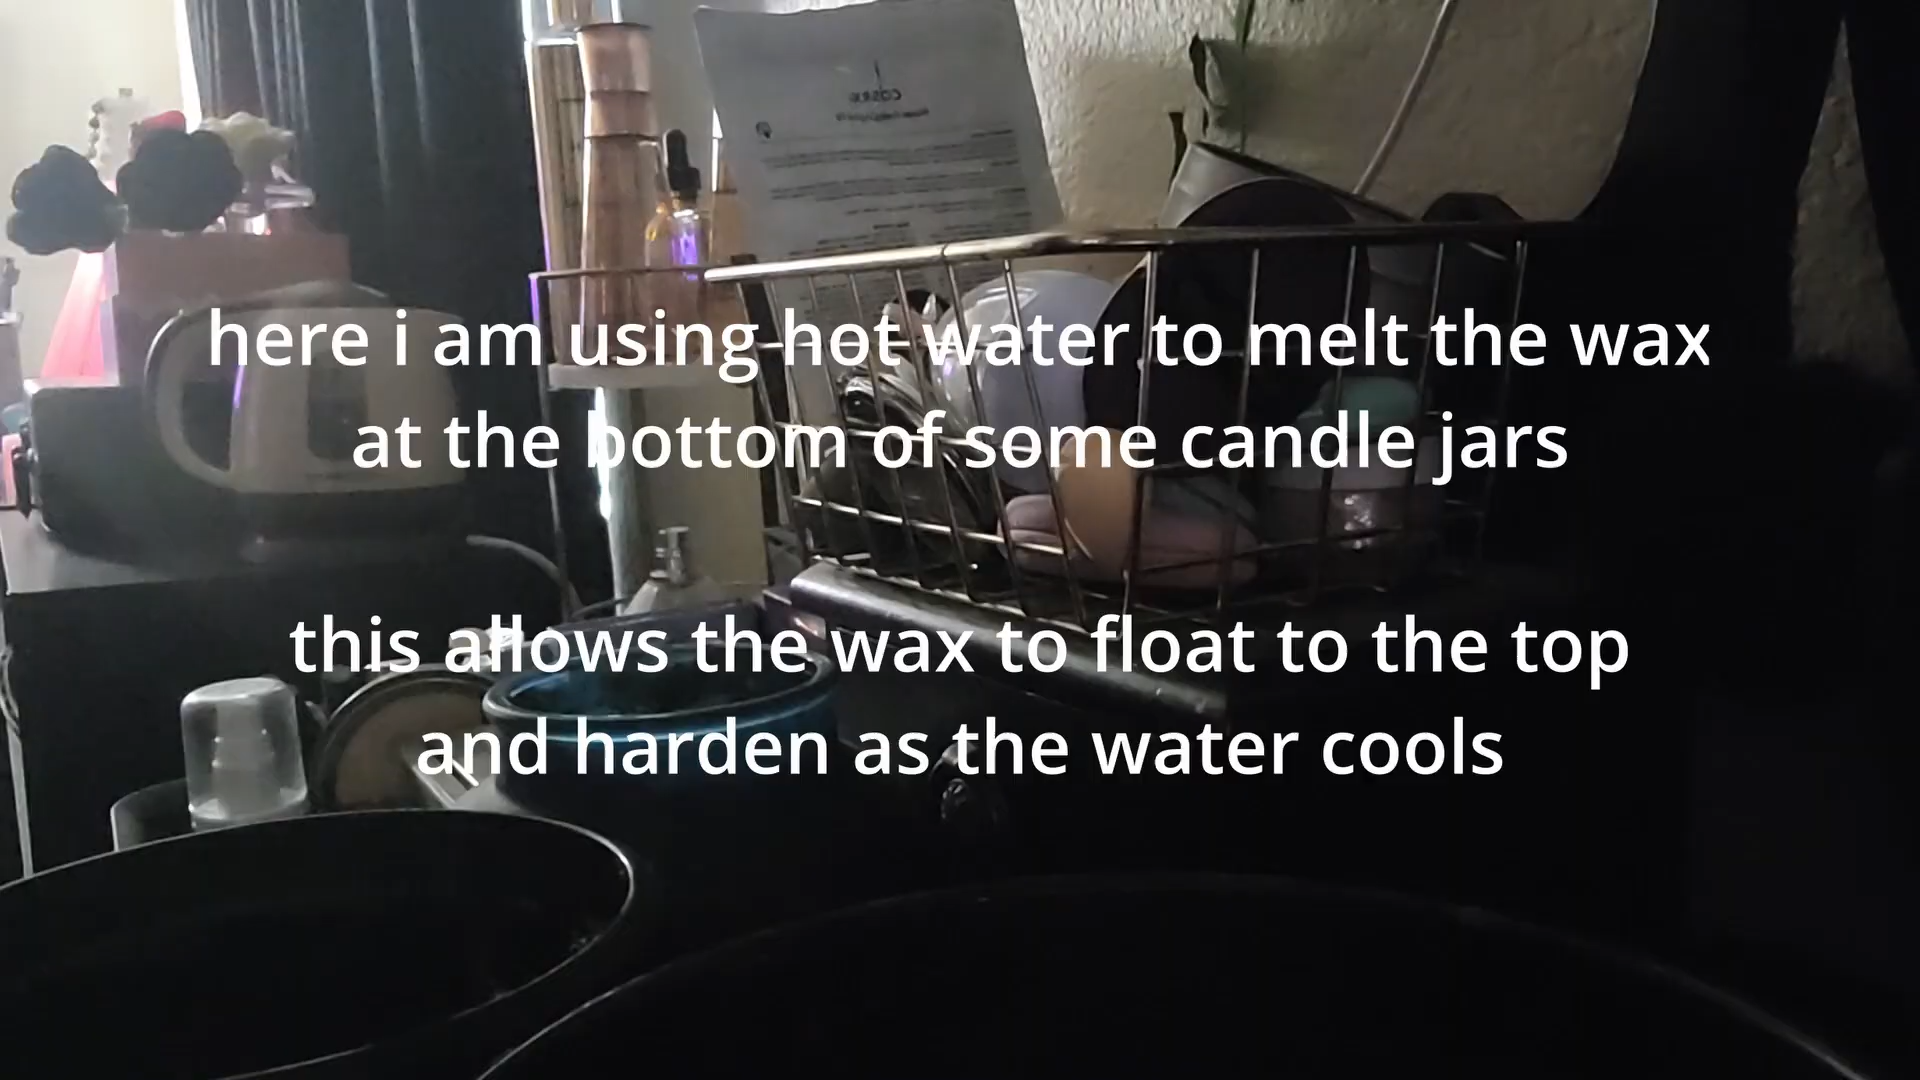 COSRX
here i am using hot water to melt the wax
at the bottom of some candle jars
this allows the wax to float to the top
and harden as the water cools